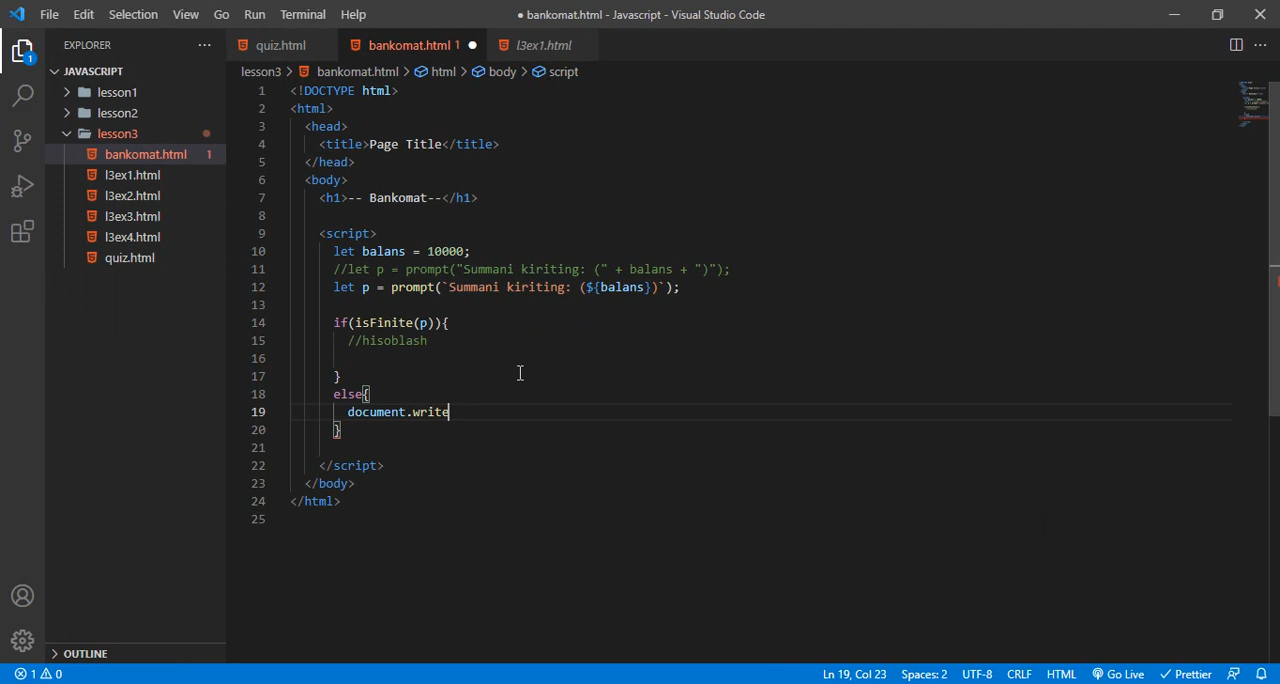 File Edit Selection View Go Run Terminal Help
● bankomat.html - Javascript - Visual Studio Code
EXPLORER
quiz.html
bankomat.html 1
l3ex1.html
JAVASCRIPT
lesson1
lesson2
lesson3
bankomat.html 1
l3ex1.html
l3ex2.html
l3ex3.html
l3ex4.html
quiz.html
OUTLINE
1
lesson3 > bankomat.html > html > body > script
1 <!DOCTYPE html>
2 <html>
3 <head>
4 <title>Page Title</title>
5 </head>
6 <body>
7 <h1>-- Bankomat--</h1>
8
9 <script>
10 let balans = 10000;
11 //let p = prompt("Summani kiriting: (" + balans + ")");
12 let p = prompt(`Summani kiriting: (${balans})`);
13
14 if(isFinite(p)){
15 //hisoblash
16
17 }
18 else{
19 document.write
20 }
21
22 </script>
23 </body>
24 </html>
25
1 0
Ln 19, Col 23 Spaces: 2 UTF-8 CRLF HTML Go Live Prettier